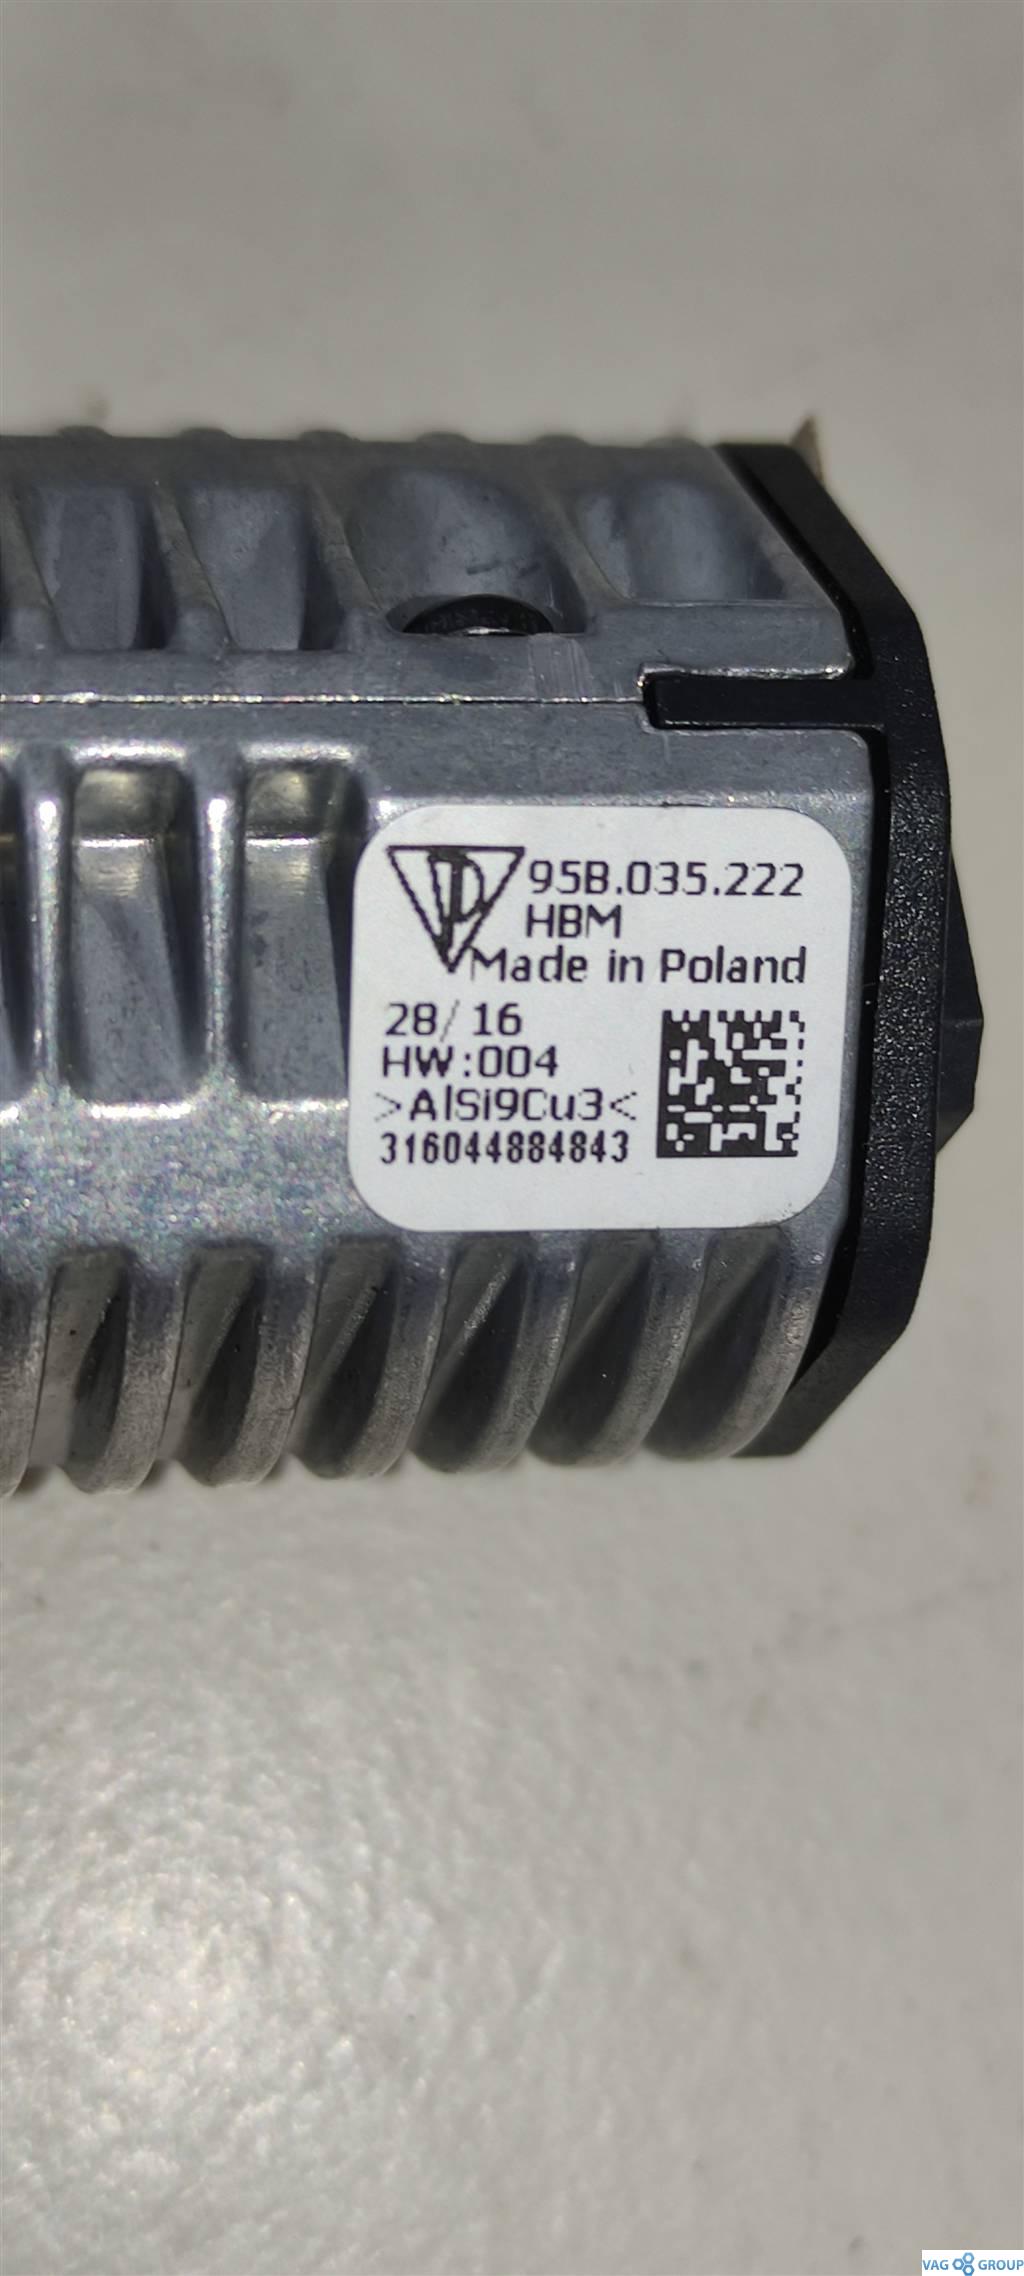 95B.035.222
HBM
Made in Poland
28/16
HW:004
>AlSi9Cu3<
316044884843
VAG GROUP